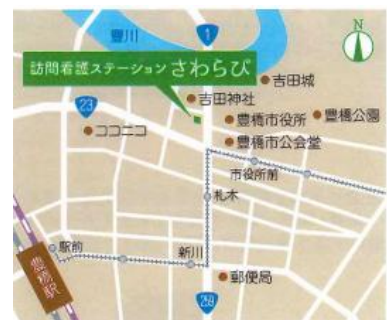 N
豊川
1
訪問看護ステーション さわらび
吉田城
吉田神社
23
豊橋市役所
豊橋公園
ココニコ
豊橋市公会堂
市役所前
札木
駅前
新川
豊橋駅
郵便局
259